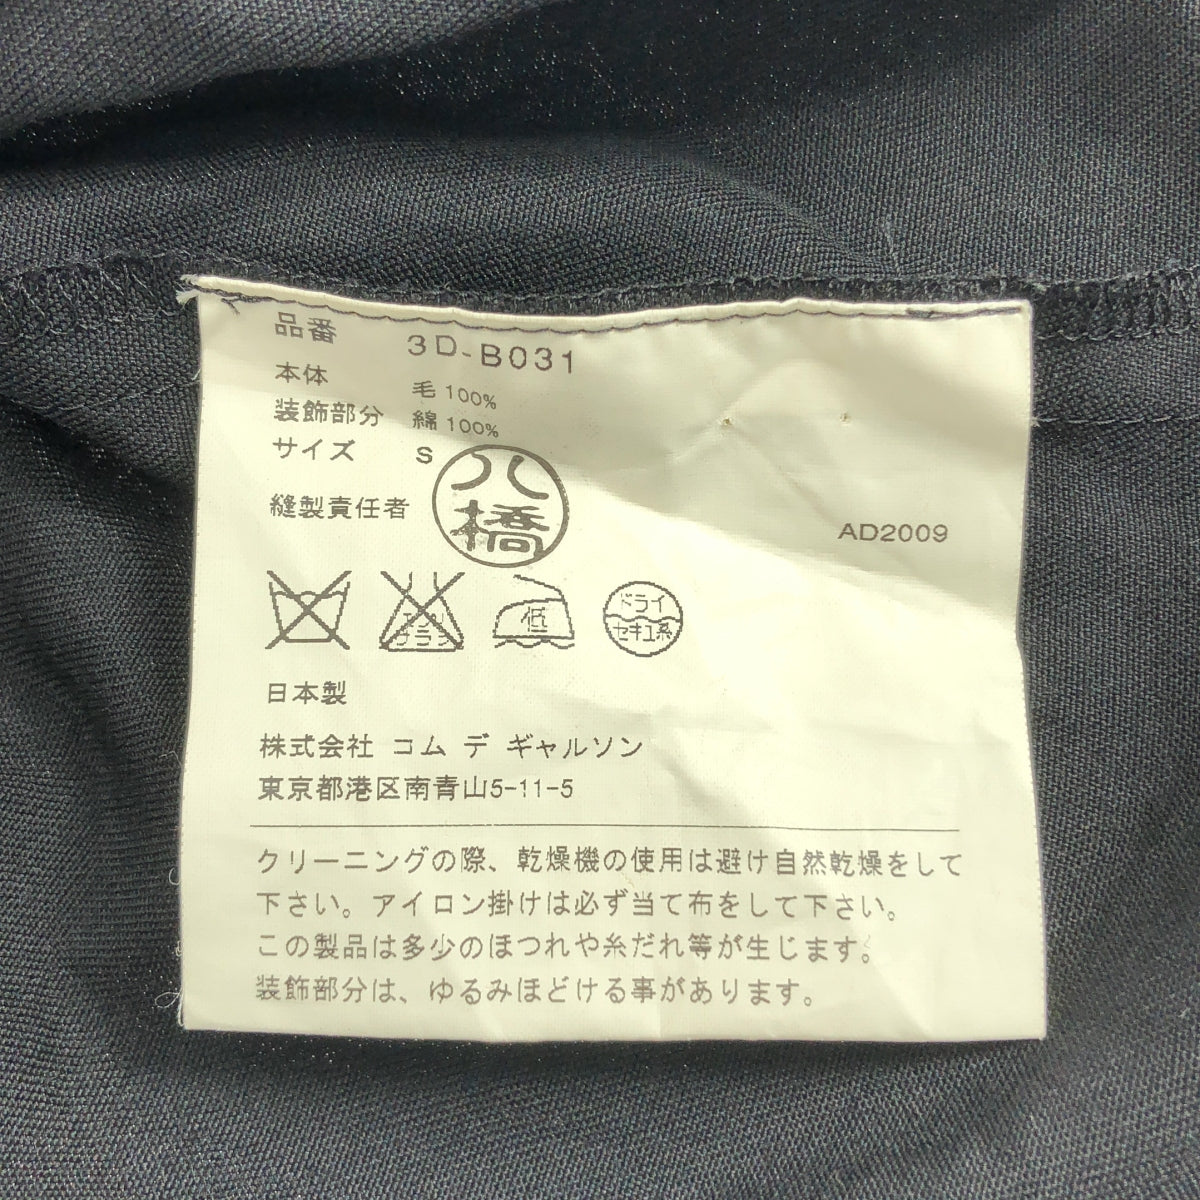 品番 3D-B031
本体 毛 100%
装飾部分 綿 100%
サイズ S
縫製責任者 八橋
AD2009
エンソ サラシ 低 ドライ セキユ系
日本製
株式会社 コム デ ギャルソン
東京都港区南青山5-11-5
クリーニングの際、乾燥機の使用は避け自然乾燥をして
下さい。アイロン掛けは必ず当て布をして下さい。
この製品は多少のほつれや糸だれ等が生じます。
装飾部分は、ゆるみほどける事があります。